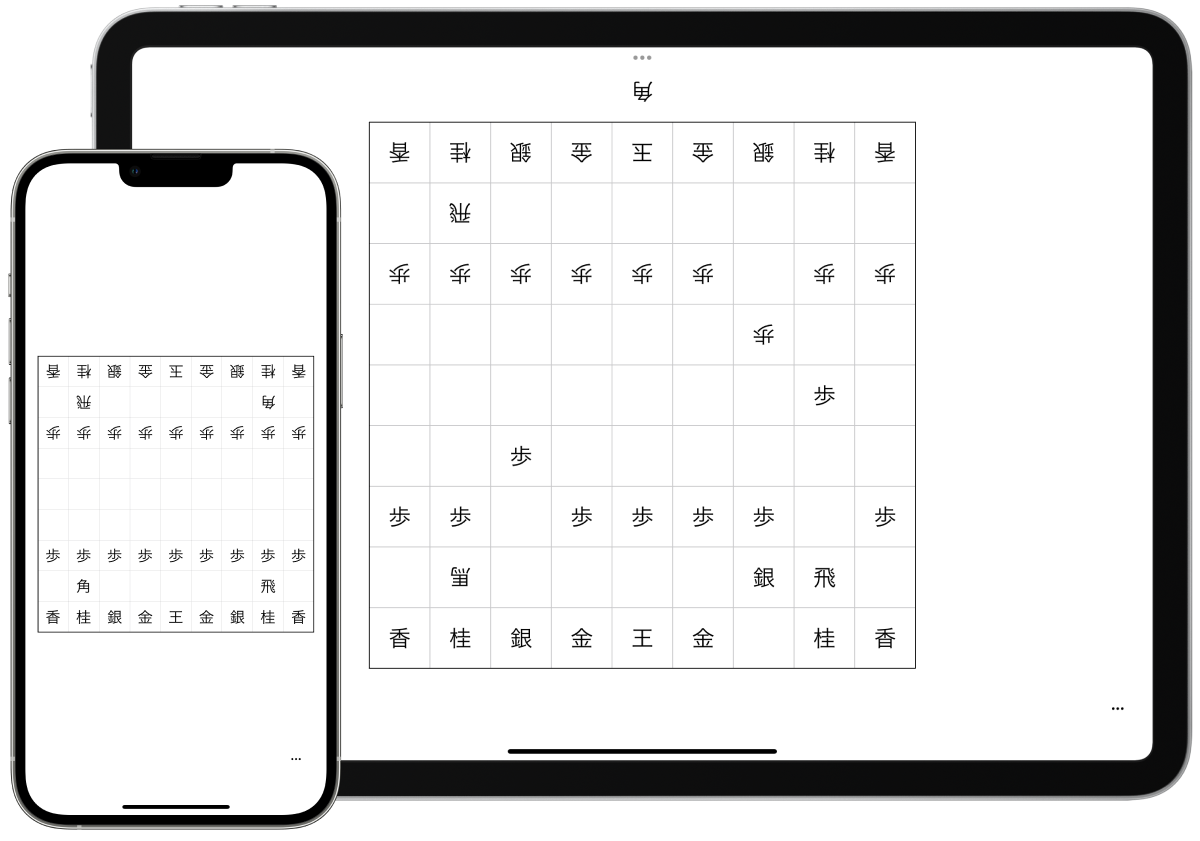 角
香 桂 銀 金 玉 金 銀 桂 香
飛
歩 歩 歩 歩 歩 歩 歩 歩
歩
歩
歩
歩 歩 歩 歩 歩 歩 歩
馬 銀 飛
香 桂 銀 金 王 金 桂 香
香 桂 銀 金 玉 金 銀 桂 香
飛 角
歩 歩 歩 歩 歩 歩 歩 歩 歩
歩 歩 歩 歩 歩 歩 歩 歩 歩
角 飛
香 桂 銀 金 王 金 銀 桂 香